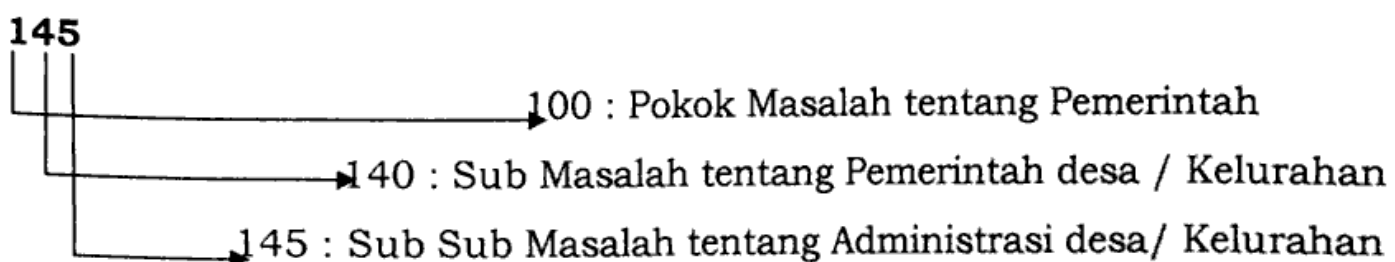 145
100 : Pokok Masalah tentang Pemerintah
140 : Sub Masalah tentang Pemerintah desa / Kelurahan
145 : Sub Sub Masalah tentang Administrasi desa/ Kelurahan